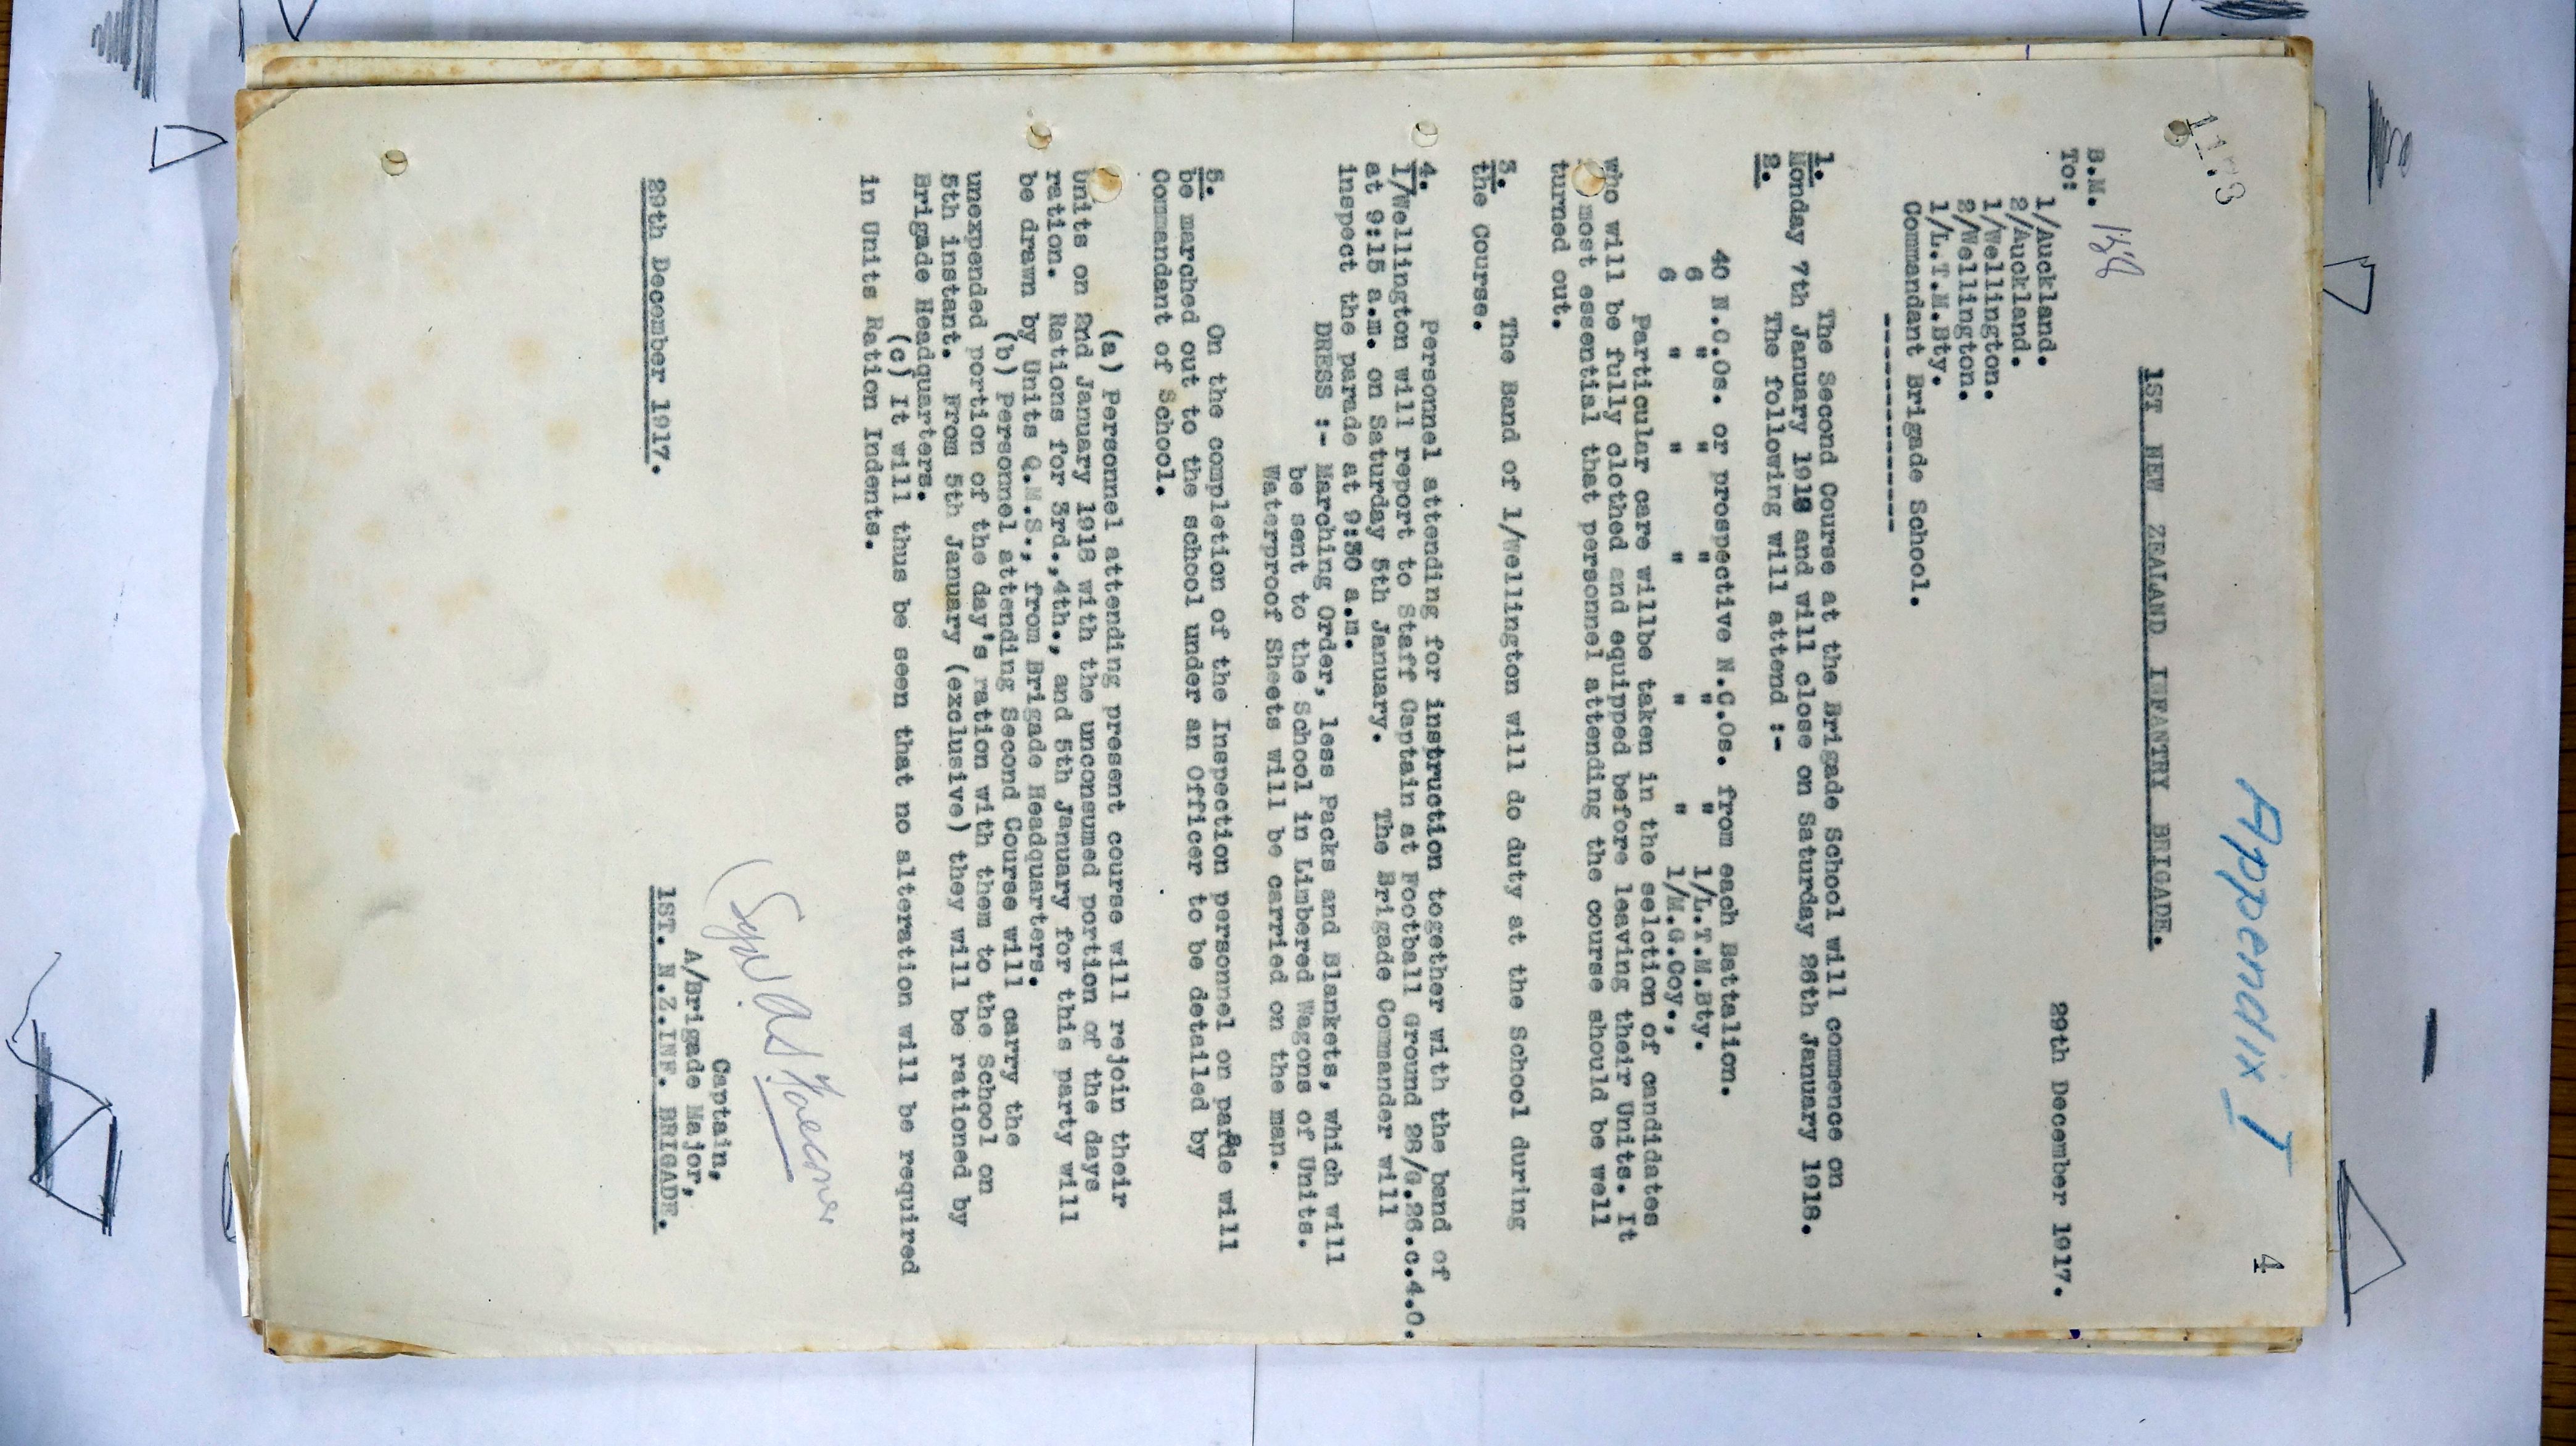 1173
Appendix I
4
1ST NEW ZEALAND INFANTRY BRIGADE.
B.M. 138
29th December 1917.
To:
1/Auckland.
2/Auckland.
1/Wellington.
2/Wellington.
1/L.T.M.Bty.
Commandant Brigade School.
------------------
1. The Second Course at the Brigade School will commence on
Monday 7th January 1918 and will close on Saturday 26th January 1918.
2. The following will attend :-
40 N.C.Os. or prospective N.C.Os. from each Battalion.
6 " " " " " 1/L.T.M.Bty.
6 " " " " " 1/M.G.Coy.,
Particular care willbe taken in the selction of candidates
who will be fully clothed and equipped before leaving their Units. It
most essential that personnel attending the course should be well
turned out.
3. The Band of 1/Wellington will do duty at the School during
the course.
4. Personnel attending for instruction together with the band of
1/Wellington will report to Staff Captain at Football Ground 28/G.26.c.4.0.
at 9:15 a.m. on Saturday 5th January. The Brigade Commander will
inspect the parade at 9:30 a.m.
DRESS :- Marching Order, less Packs and Blankets, which will
be sent to the School in Limbered Wagons of Units.
Waterproof Sheets will be carried on the man.
5. On the completion of the Inspection personnel on parade will
be marched out to the school under an Officer to be detailed by
Commandant of School.
(a) Personnel attending present course will rejoin their
units on 2nd January 1918 with the unconsumed portion of the days
ration. Rations for 3rd.,4th., and 5th January for this party will
be drawn by Units Q.M.S., from Brigade Headquarters.
(b) Personnel attending Second Course will carry the
unexpended portion of the day's ration with them to the School on
5th instant. From 5th January (exclusive) they will be rationed by
Brigade Headquarters.
(c) It will thus be seen that no alteration will be required
in Units Ration Indents.
(Sgd) A.S. Falconer
Captain,
A/Brigade Major,
29th December 1917.
1ST. N.Z.INF. BRIGADE.